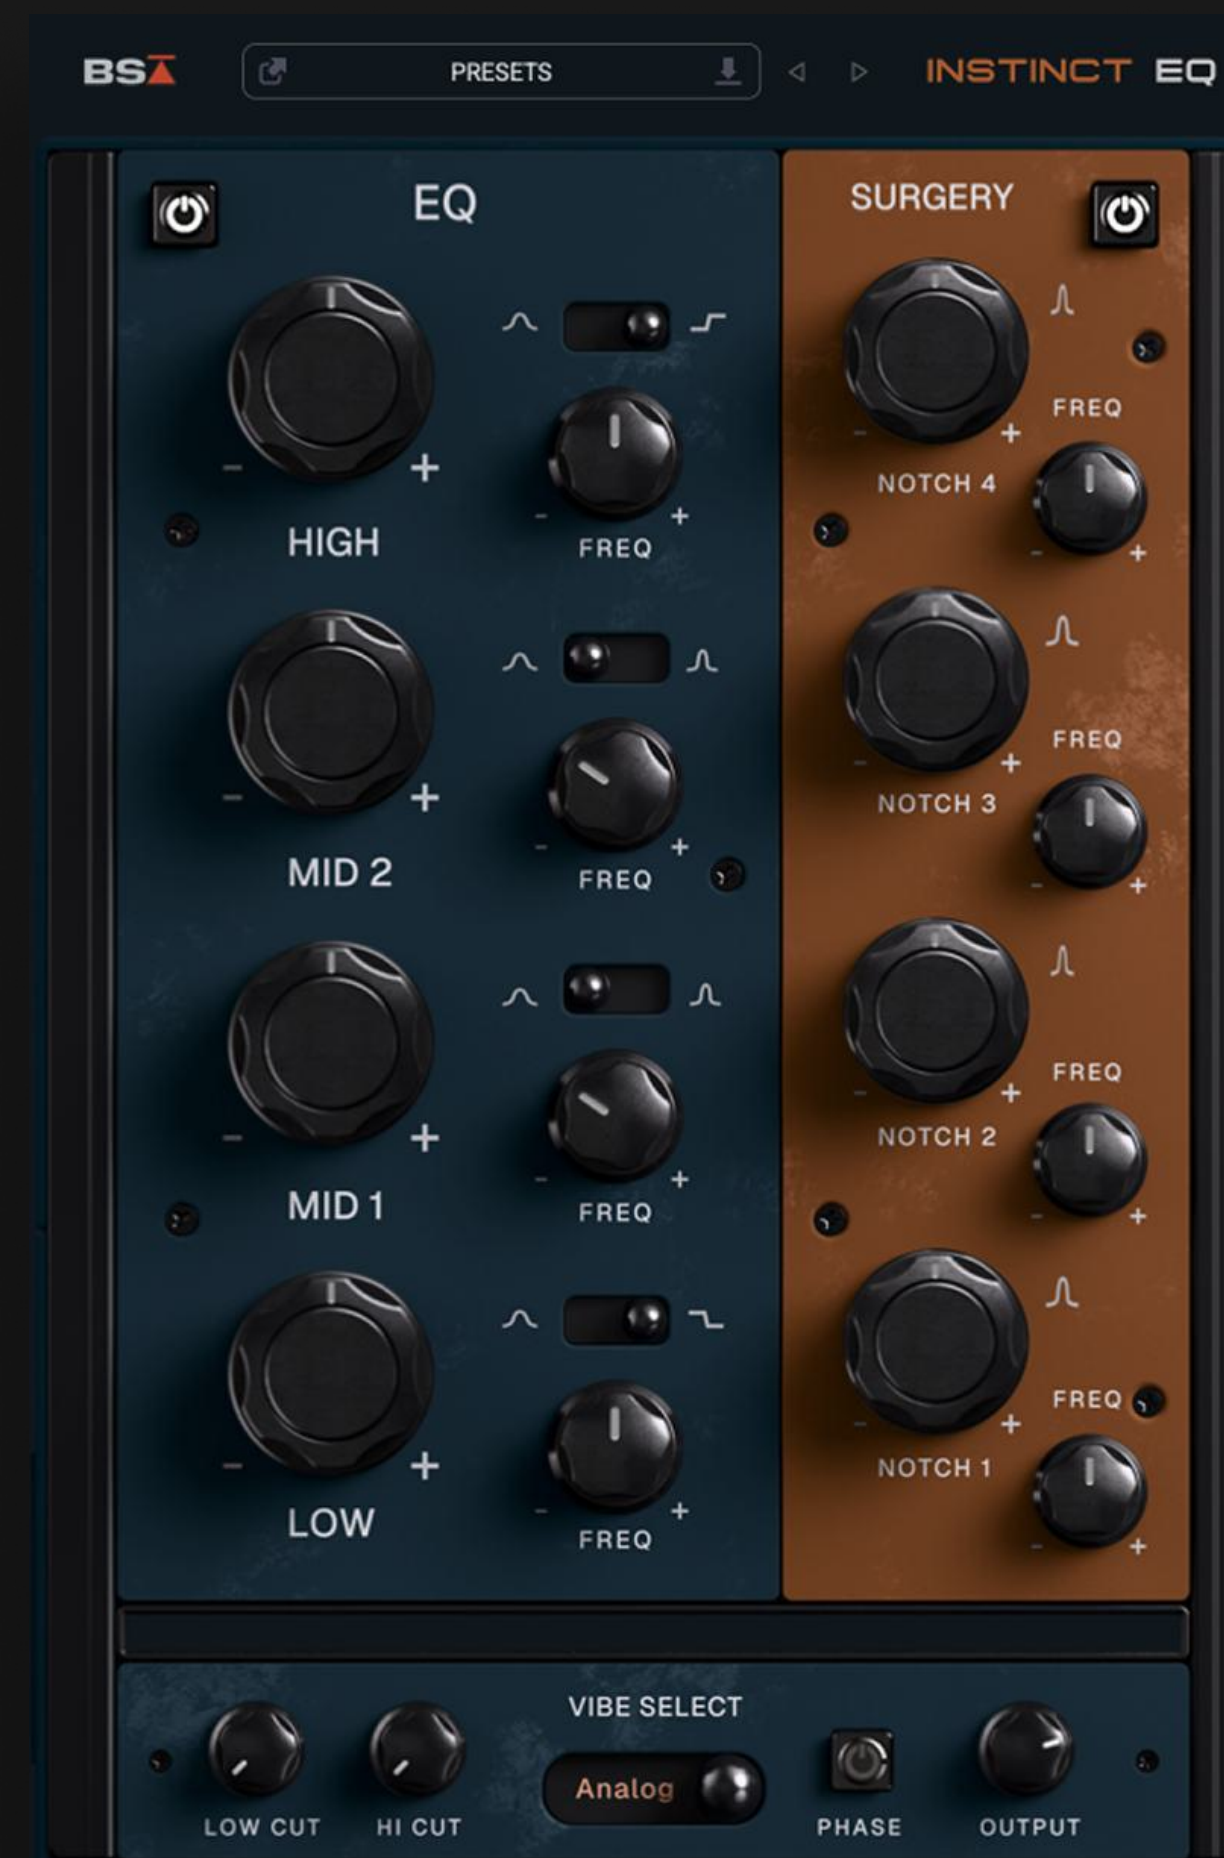 BSA
PRESETS
INSTINCT EQ
EQ
HIGH
FREQ
MID 2
FREQ
MID 1
FREQ
LOW
FREQ
SURGERY
FREQ
NOTCH 4
FREQ
NOTCH 3
FREQ
NOTCH 2
FREQ
NOTCH 1
VIBE SELECT
Analog
LOW CUT
HI CUT
PHASE
OUTPUT